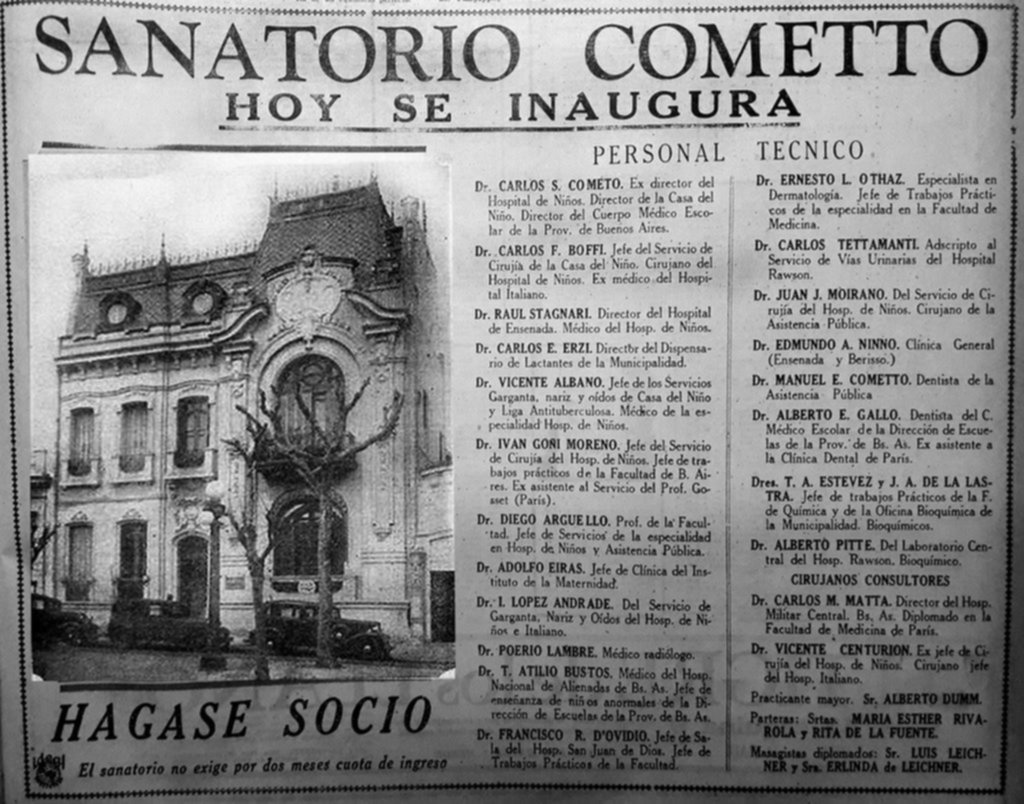 SANATORIO COMETTO
HOY SE INAUGURA
PERSONAL TECNICO
Dr. CARLOS S. COMETO. Ex director del
Hospital de Niños. Director de la Casa del
Niño. Director del Cuerpo Médico Esco-
lar de la Prov. de Buenos Aires.
Dr. CARLOS F. BOFFI. Jefe del Servicio de
Cirujía de la Casa del Niño. Cirujano del
Hospital de Niños. Ex médico del Hospi-
tal Italiano.
Dr. RAUL STAGNARI. Director del Hospital
de Ensenada. Médico del Hosp. de Niños.
Dr. CARLOS E. ERZI. Director del Dispensa-
rio de Lactantes de la Municipalidad.
Dr. VICENTE ALBANO. Jefe de los Servicios
Garganta, nariz y oídos de Casa del Niño
y Liga Antituberculosa. Médico de la es-
pecialidad Hosp. de Niños.
Dr. IVAN GOÑI MORENO. Jefe del Servicio
de Cirujía del Hosp. de Niños. Jefe de tra-
bajos prácticos de la Facultad de B. Ai-
res. Ex asistente al Servicio del Prof. Go-
sset (París).
Dr. DIEGO ARGUELLO. Prof. de la Facul-
tad. Jefe de Servicios de la especialidad
en Hosp. de Niños y Asistencia Pública.
Dr. ADOLFO EIRAS. Jefe de Clínica del Ins-
tituto de la Maternidad.
Dr. I. LOPEZ ANDRADE. Del Servicio de
Garganta, Nariz y Oídos del Hosp. de Ni-
ños e Italiano.
Dr. POERIO LAMBRE. Médico radiólogo.
Dr. T. ATILIO BUSTOS. Médico del Hosp.
Nacional de Alienadas de Bs. As. Jefe de
enseñanza de niños anormales de la Di-
rección de Escuelas de la Prov. de Bs. As.
Dr. FRANCISCO R. D'OVIDIO. Jefe de Sa-
la del Hosp. San Juan de Dios. Jefe de
Trabajos Prácticos de la Facultad.
Dr. ERNESTO L. OTHAZ. Especialista en
Dermatología. Jefe de Trabajos Prácti-
cos de la especialidad en la Facultad de
Medicina.
Dr. CARLOS TETTAMANTI. Adscripto al
Servicio de Vías Urinarias del Hospital
Rawson.
Dr. JUAN J. MOIRANO. Del Servicio de Ci-
rujía del Hosp. de Niños. Cirujano de la
Asistencia Pública.
Dr. EDMUNDO A. NINNO. Clínica General
(Ensenada y Berisso.)
Dr. MANUEL E. COMETTO. Dentista de la
Asistencia Pública
Dr. ALBERTO E. GALLO. Dentista del C.
Médico Escolar de la Dirección de Escue-
las de la Prov. de Bs. As. Ex asistente a
la Clínica Dental de París.
Dres. T. A. ESTEVEZ y J. A. DE LA LAS-
TRA. Jefe de trabajos Prácticos de la F.
de Química y de la Oficina Bioquímica de
la Municipalidad. Bioquímicos.
Dr. ALBERTO PITTE. Del Laboratorio Cen-
tral del Hosp. Rawson. Bioquímico.
CIRUJANOS CONSULTORES
Dr. CARLOS M. MATTA. Director del Hosp.
Militar Central. Bs. As. Diplomado en la
Facultad de Medicina de París.
Dr. VICENTE CENTURION. Ex jefe de Ci-
rujía del Hosp. de Niños. Cirujano jefe
del Hosp. Italiano.
Practicante mayor. Sr. ALBERTO DUMM.
Parteras: Srtas. MARIA ESTHER RIVA-
ROLA y RITA DE LA FUENTE.
Masagistas diplomados: Sr. LUIS LEICH-
NER y Sra. ERLINDA de LEICHNER.
HAGASE SOCIO
El sanatorio no exige por dos meses cuota de ingreso